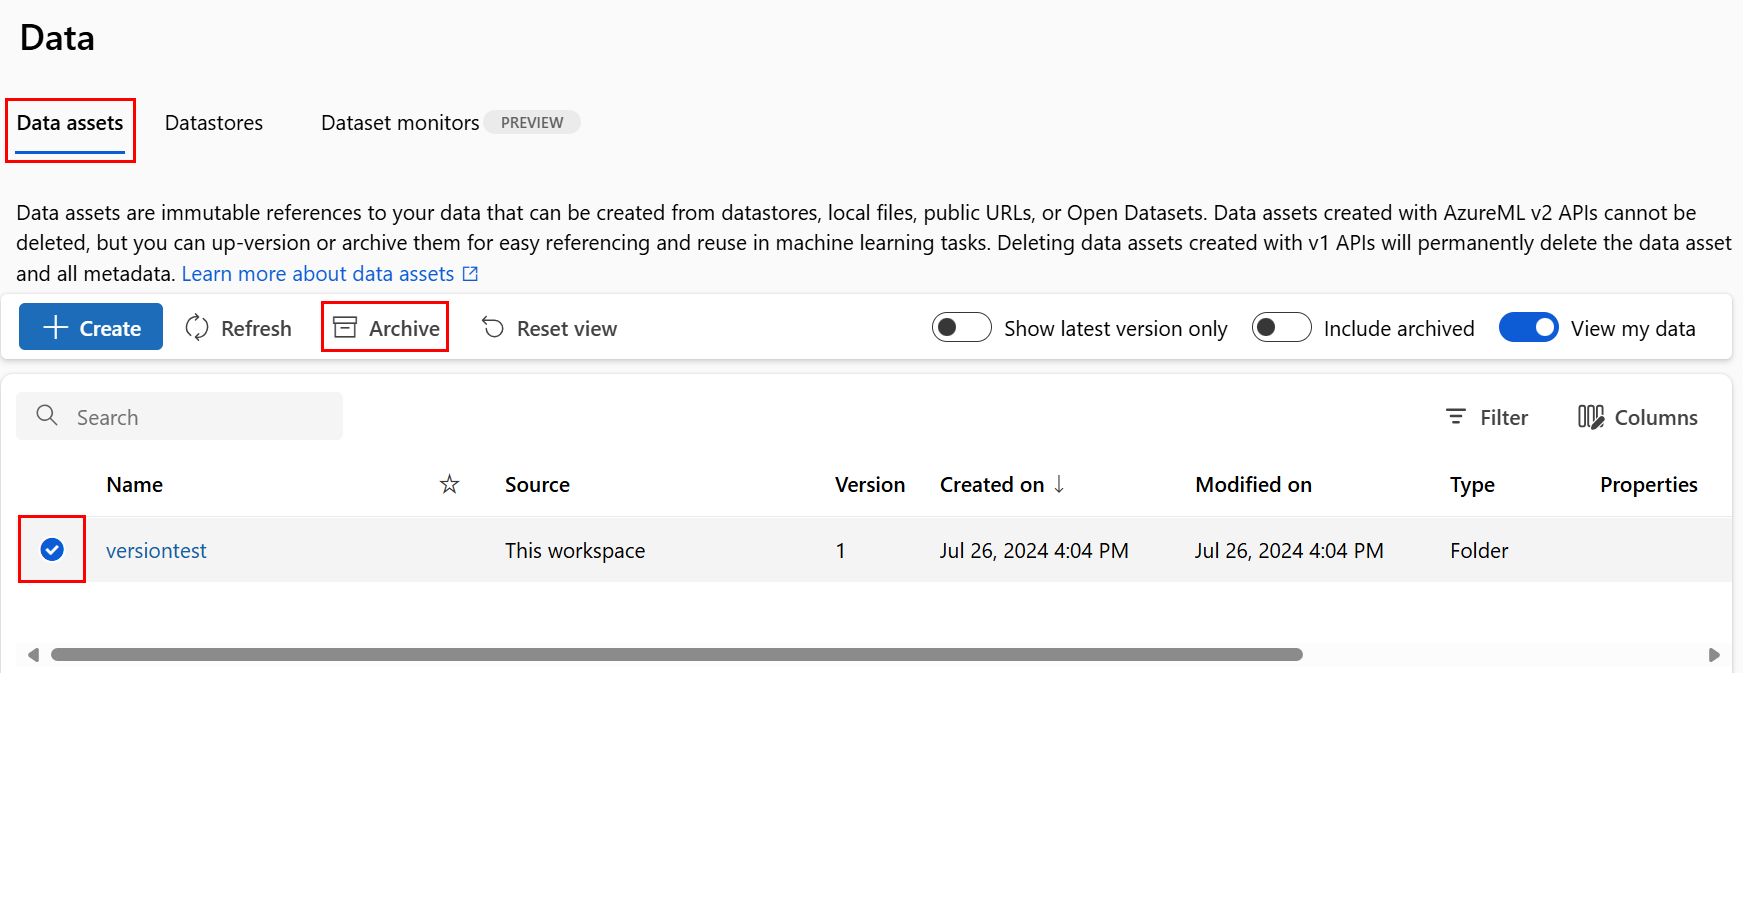 Data
Data assets Datastores Dataset monitors PREVIEW
Data assets are immutable references to your data that can be created from datastores, local files, public URLs, or Open Datasets. Data assets created with AzureML v2 APIs cannot be
deleted, but you can up-version or archive them for easy referencing and reuse in machine learning tasks. Deleting data assets created with v1 APIs will permanently delete the data asset
and all metadata. Learn more about data assets
Create Refresh Archive Reset view Show latest version only Include archived View my data
Search Filter Columns
Name Source Version Created on Modified on Type Properties
versiontest This workspace 1 Jul 26, 2024 4:04 PM Jul 26, 2024 4:04 PM Folder